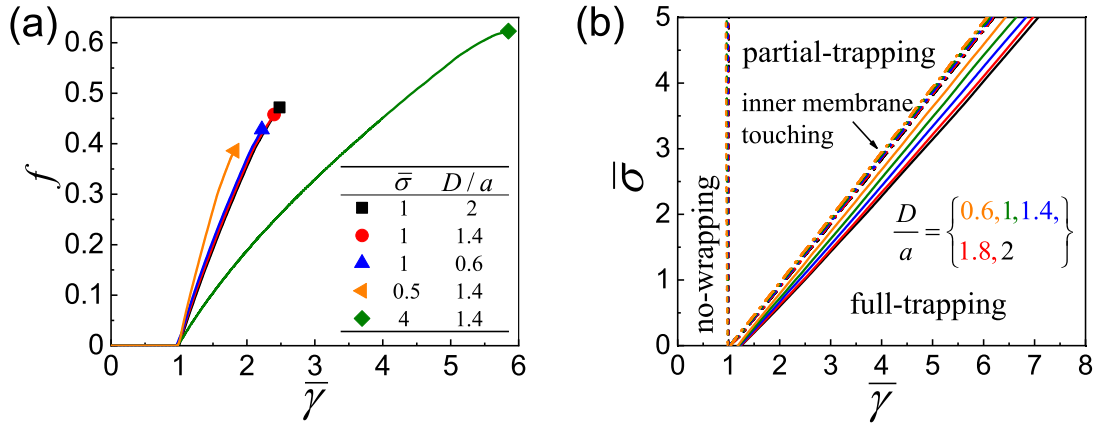 (a)
0.6
0.5
0.4
0.3
0.2
0.1
0
f
0 1 2 3 4 5 6
γ̅
σ̅ D / a
1 2
1 1.4
1 0.6
0.5 1.4
4 1.4
(b)
5
4
3
2
1
0
σ̅
0 1 2 3 4 5 6 7 8
γ̅
partial-trapping
inner membrane
touching
no-wrapping
D/a = {0.6, 1, 1.4,
1.8, 2}
full-trapping